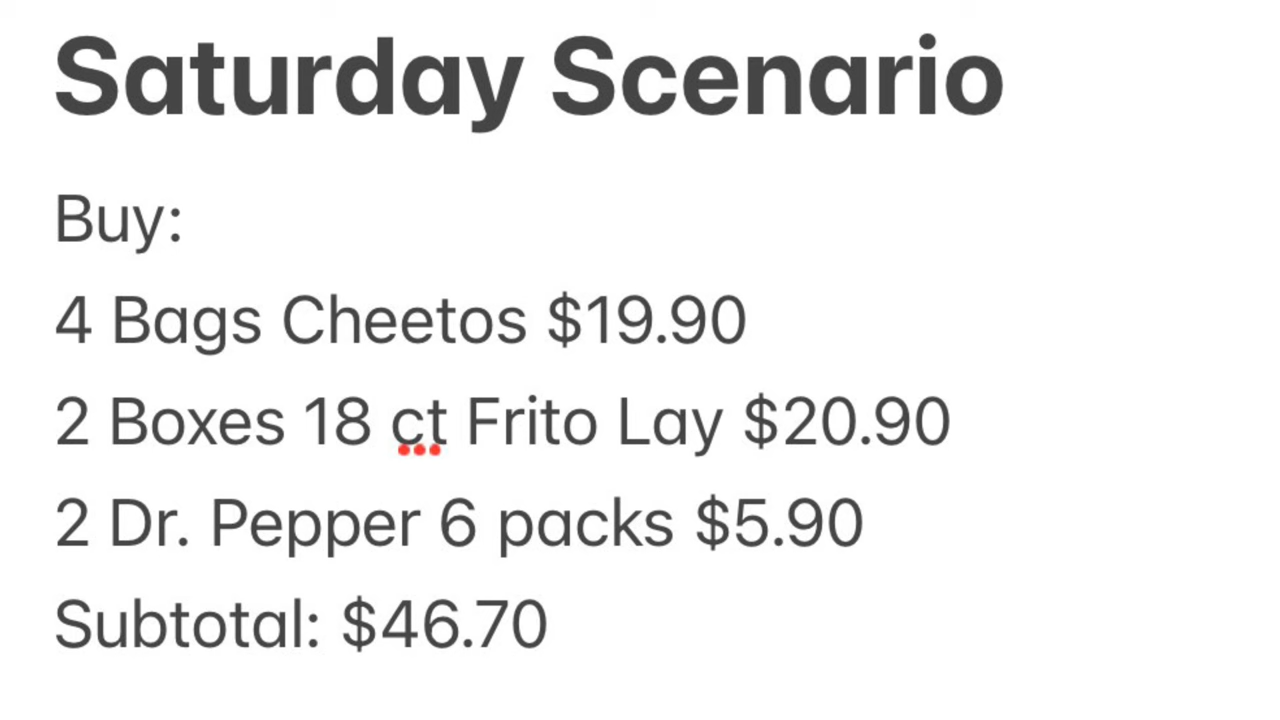 Saturday Scenario
Buy:
4 Bags Cheetos $19.90
2 Boxes 18 ct Frito Lay $20.90
2 Dr. Pepper 6 packs $5.90
Subtotal: $46.70